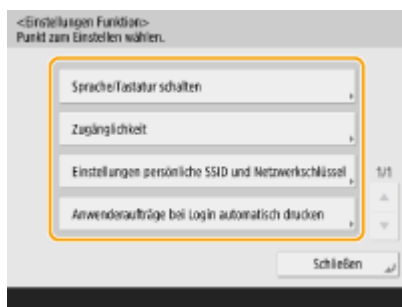 <Einstellungen Funktion>
Punkt zum Einstellen wählen.
Sprache/Tastatur schalten
Zugänglichkeit
Einstellungen persönliche SSID und Netzwerkschlüssel
1/1
Anwenderaufträge bei Login automatisch drucken
Schließen